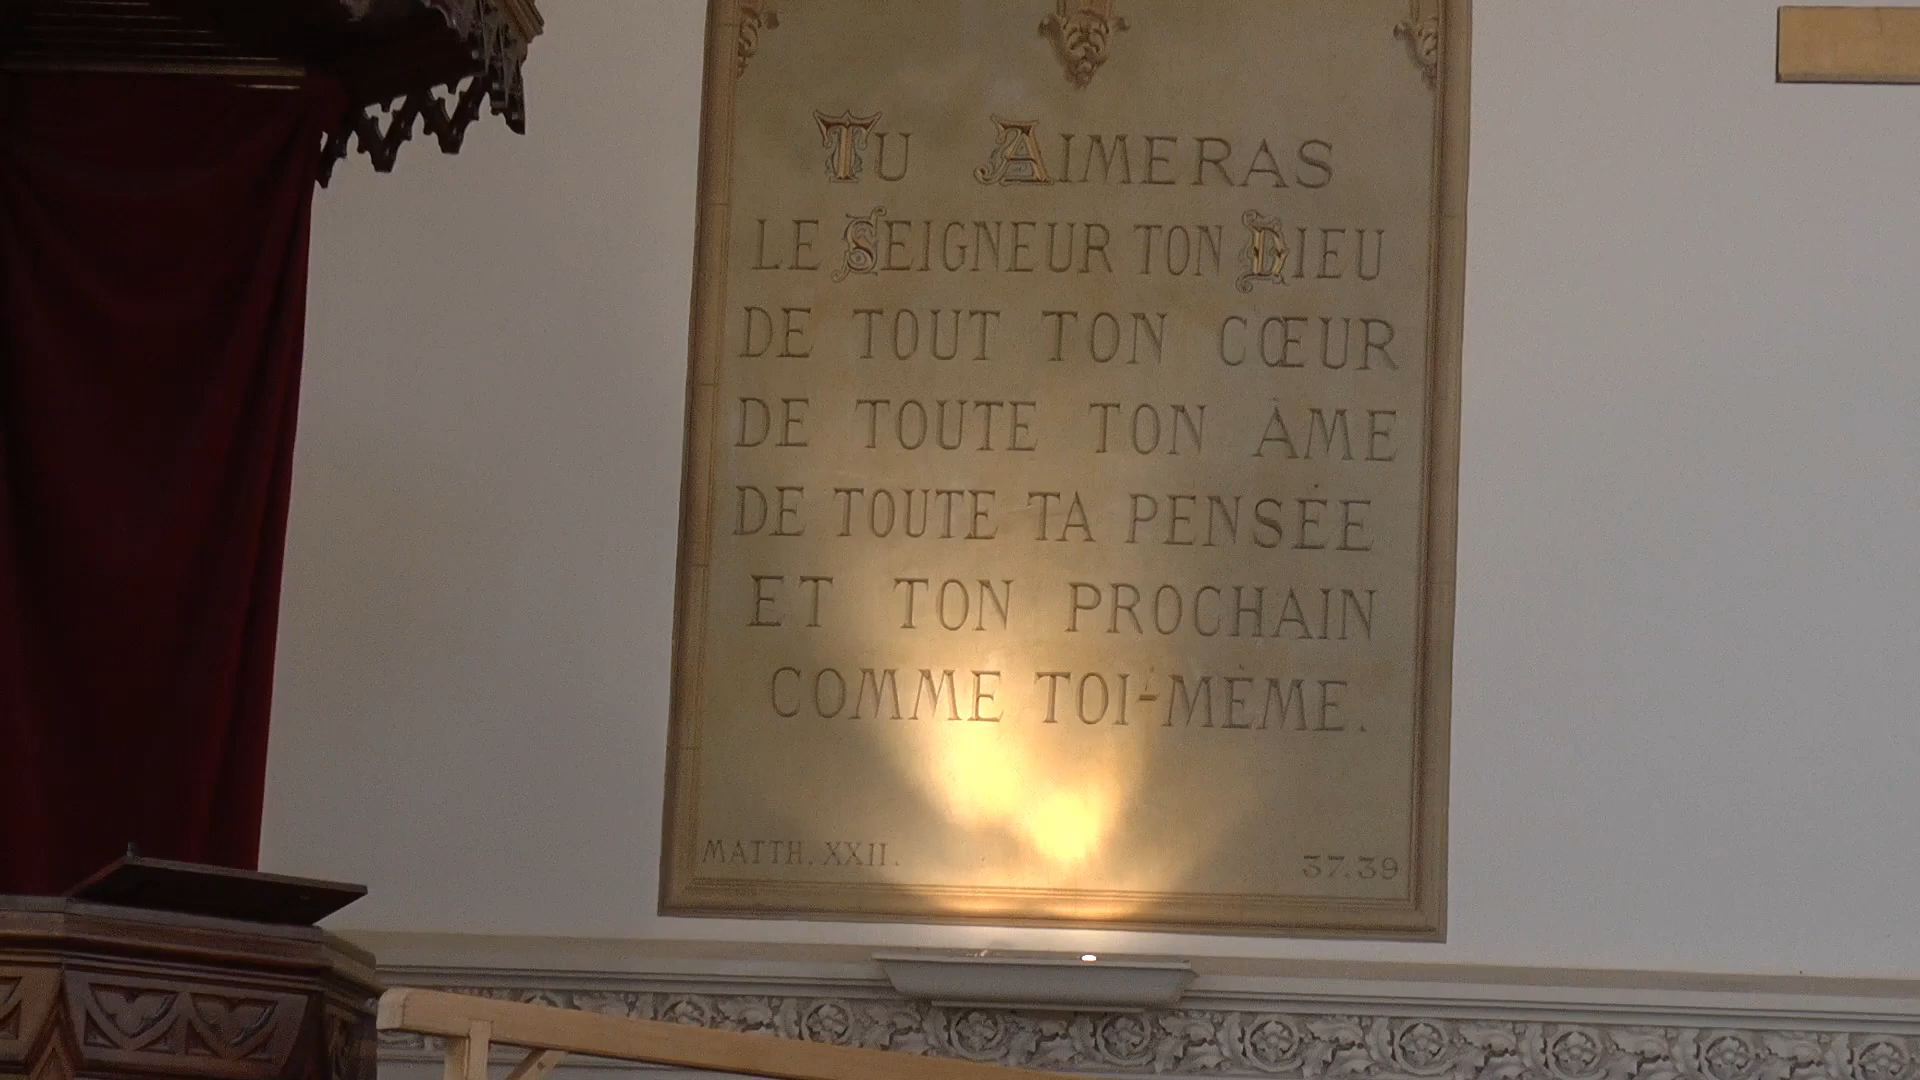 TU AIMERAS
LE SEIGNEUR TON DIEU
DE TOUT TON CŒUR
DE TOUTE TON ÂME
DE TOUTE TA PENSÉE
ET TON PROCHAIN
COMME TOI-MÊME.
MATTH. XXII. 37.39